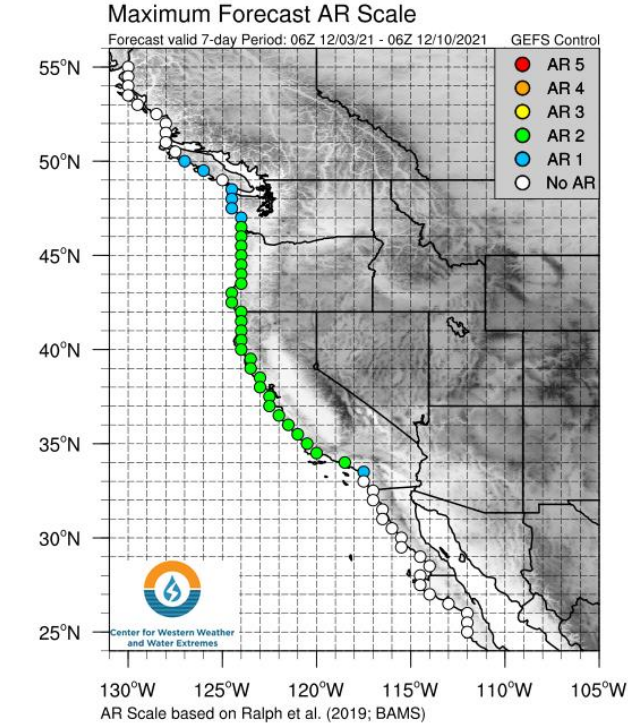 Maximum Forecast AR Scale
Forecast valid 7-day Period: 06Z 12/03/21 - 06Z 12/10/2021 GEFS Control
AR 5
AR 4
AR 3
AR 2
AR 1
No AR
55°N
50°N
45°N
40°N
35°N
30°N
25°N
Center for Western Weather
and Water Extremes
130°W 125°W 120°W 115°W 110°W 105°W
AR Scale based on Ralph et al. (2019; BAMS)